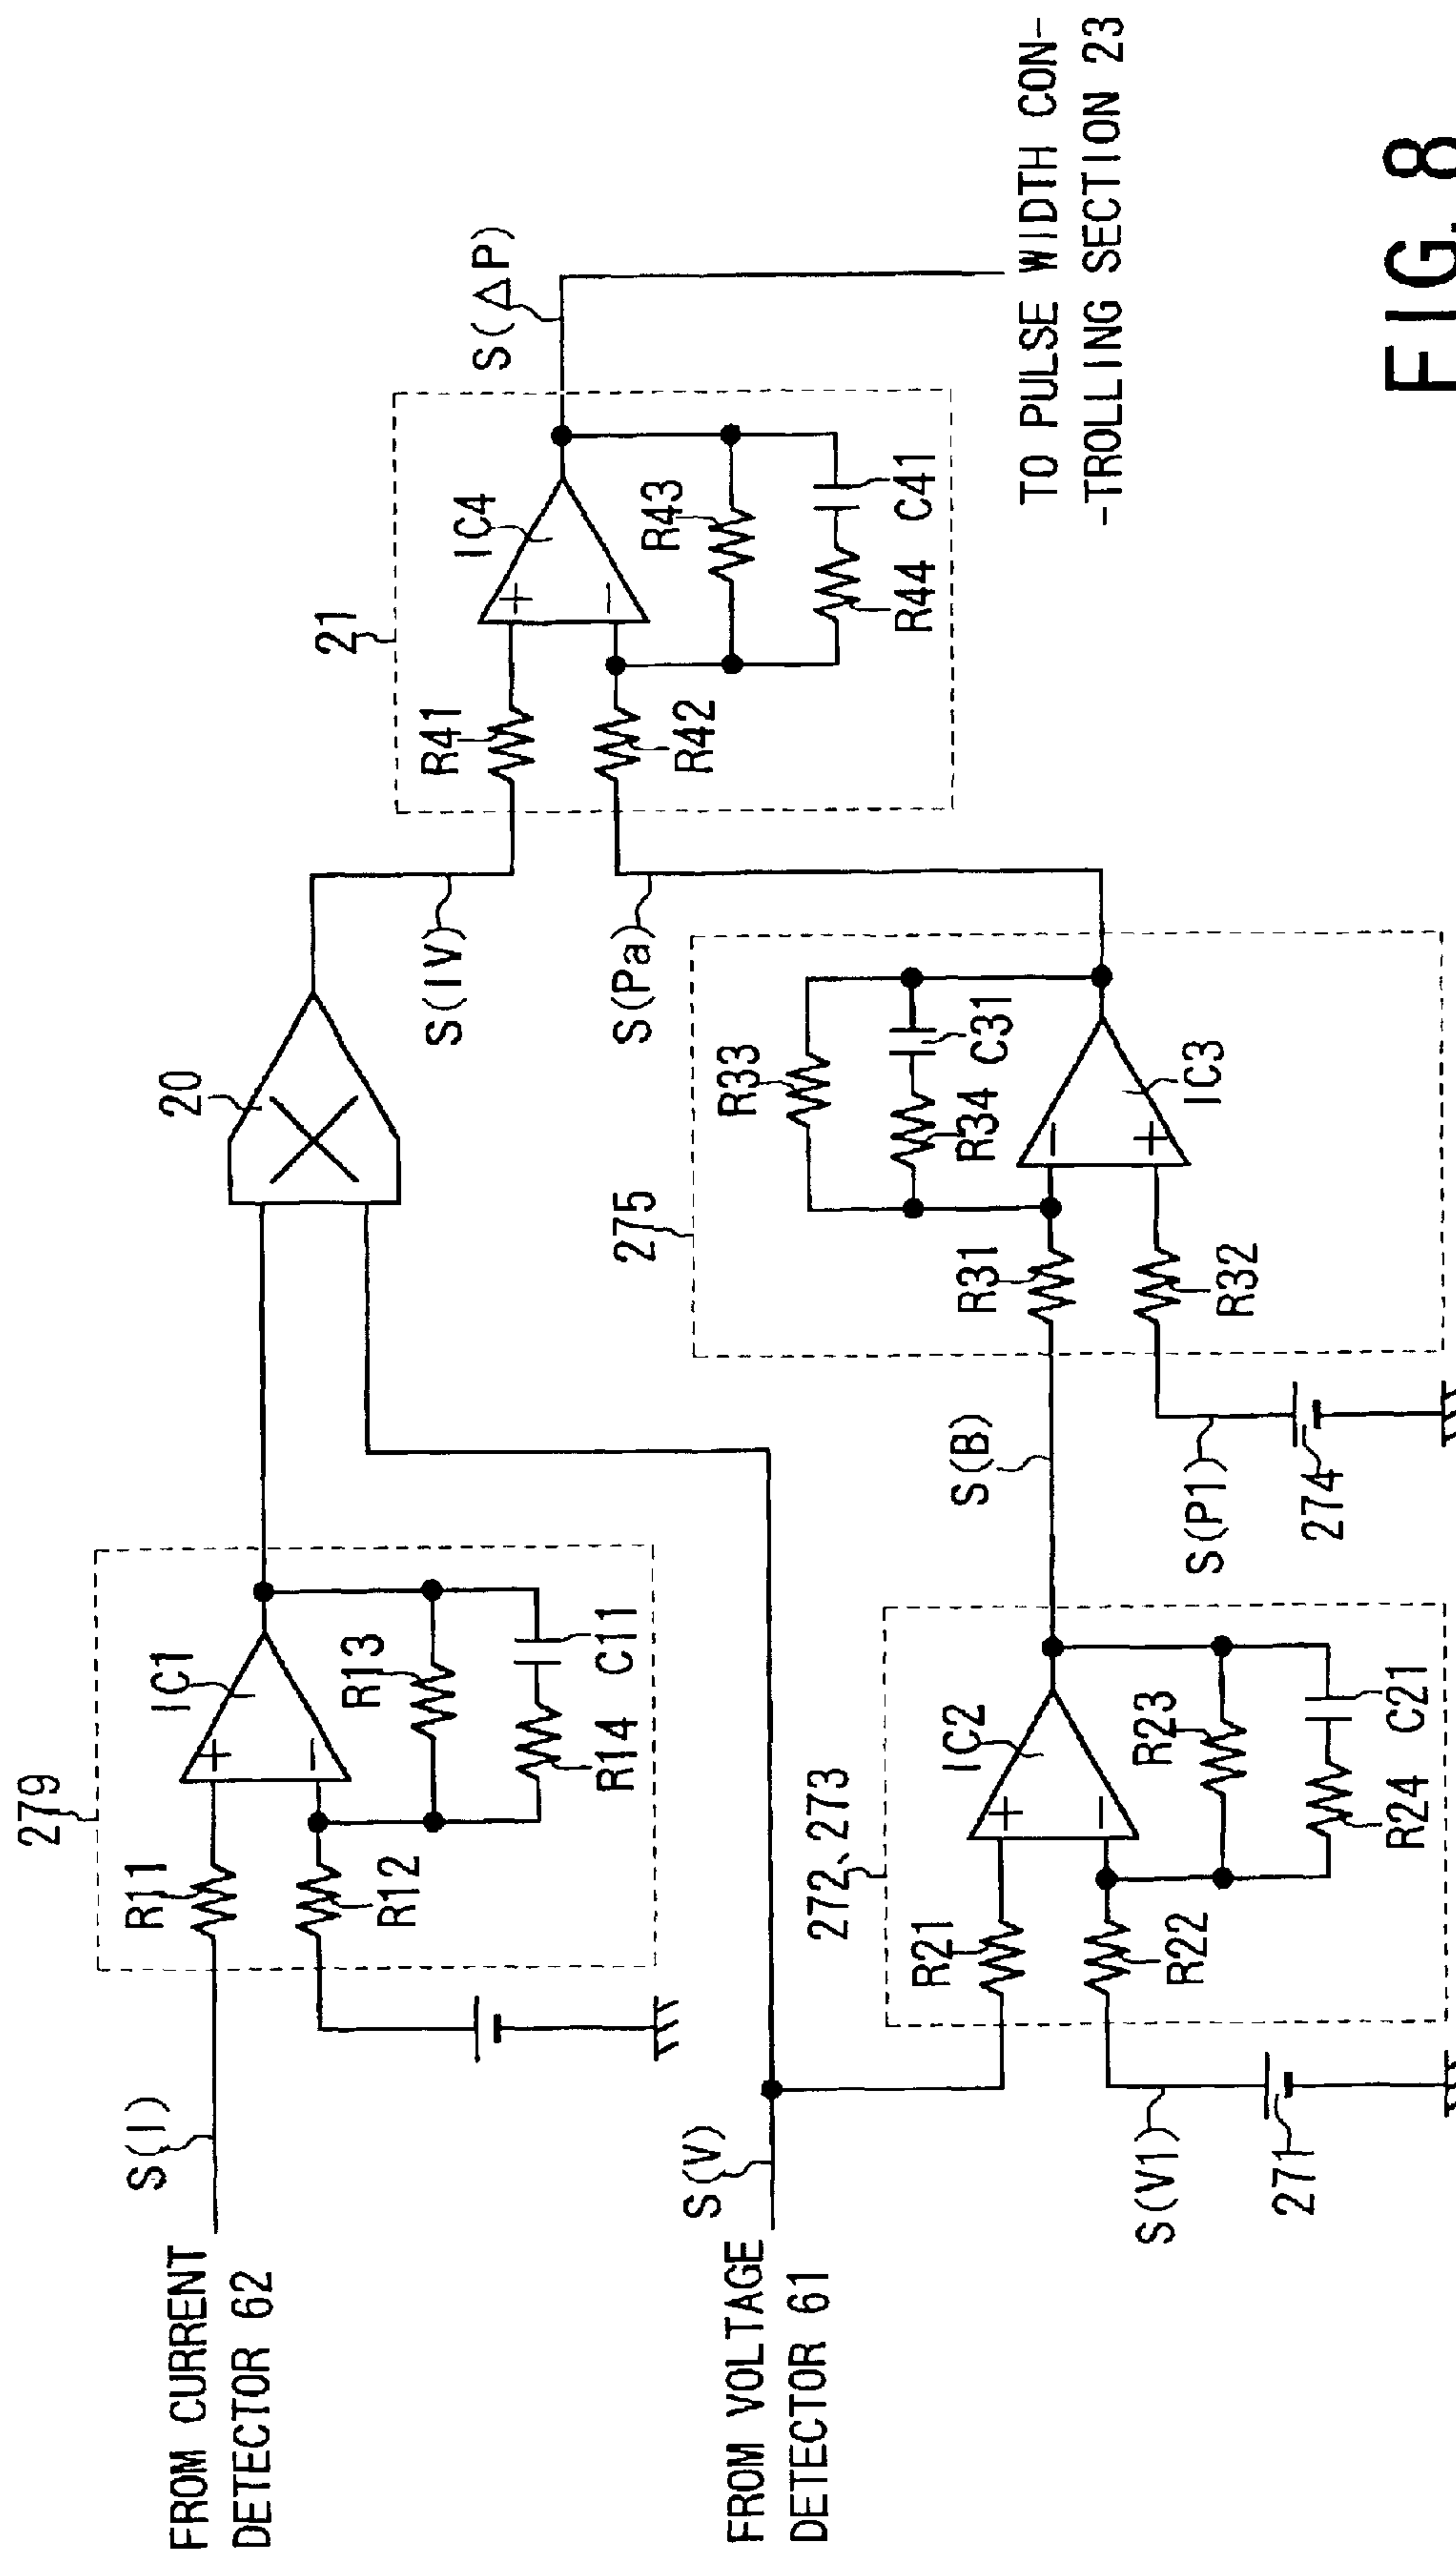 FROM CURRENT
DETECTOR 62
S(I)
279
R11
R12
IC1
R13
R14
C11
20
S(IV)
21
R41
R42
IC4
R43
R44
C41
S(△P)
TO PULSE WIDTH CON-
-TROLLING SECTION 23
FROM VOLTAGE
DETECTOR 61
S(V)
S(V1)
271
272、273
R21
R22
IC2
R23
R24
C21
S(B)
S(P1)
274
275
R31
R32
R33
R34
C31
IC3
S(Pa)
+
−
+
−
+
−
−
+
FIG. 8